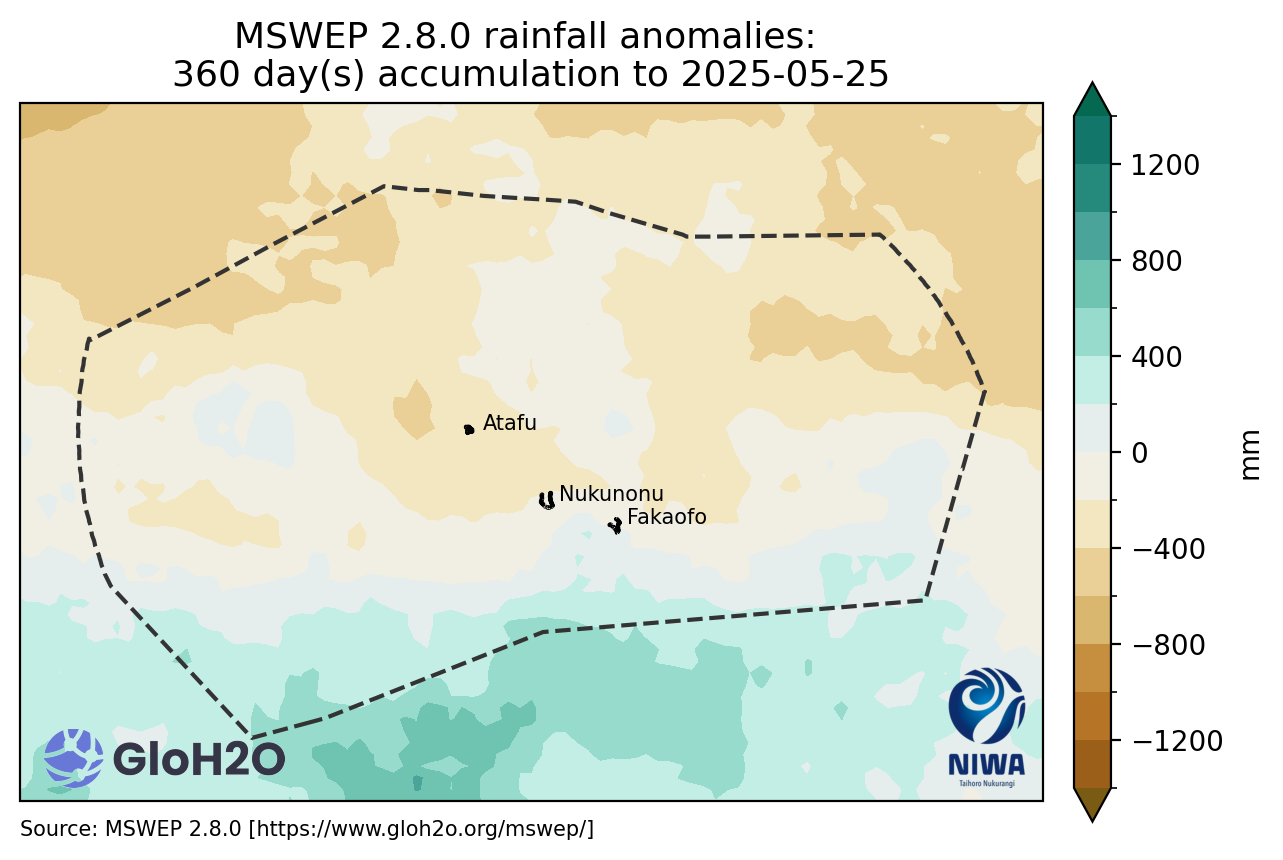 MSWEP 2.8.0 rainfall anomalies:
360 day(s) accumulation to 2025-05-25
1200
800
400
0
−400
−800
−1200
mm
Atafu
Nukunonu
Fakaofo
GloH2O
NIWA
Taihoro Nukurangi
Source: MSWEP 2.8.0 [https://www.gloh2o.org/mswep/]